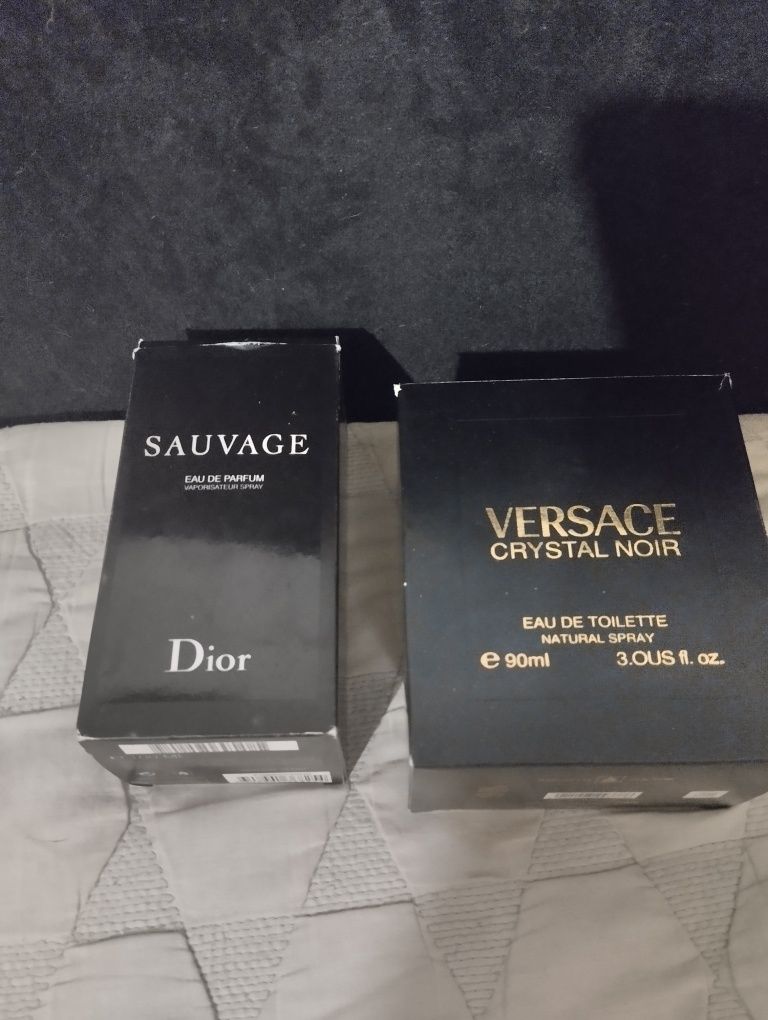 SAUVAGE
EAU DE PARFUM
VAPORISATEUR SPRAY
Dior
VERSACE
CRYSTAL NOIR
EAU DE TOILETTE
NATURAL SPRAY
e 90ml 3.0US fl. oz.